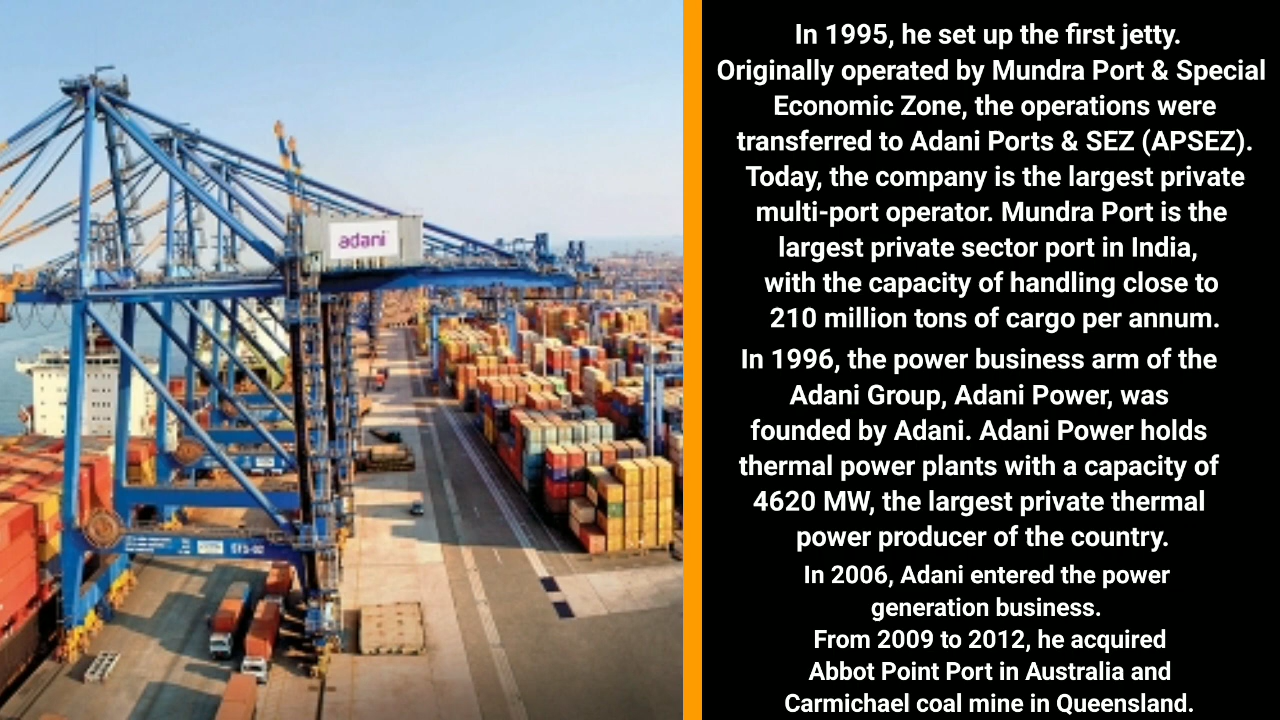 adani
STS-02
In 1995, he set up the first jetty.
Originally operated by Mundra Port & Special
Economic Zone, the operations were
transferred to Adani Ports & SEZ (APSEZ).
Today, the company is the largest private
multi-port operator. Mundra Port is the
largest private sector port in India,
with the capacity of handling close to
210 million tons of cargo per annum.
In 1996, the power business arm of the
Adani Group, Adani Power, was
founded by Adani. Adani Power holds
thermal power plants with a capacity of
4620 MW, the largest private thermal
power producer of the country.
In 2006, Adani entered the power
generation business.
From 2009 to 2012, he acquired
Abbot Point Port in Australia and
Carmichael coal mine in Queensland.